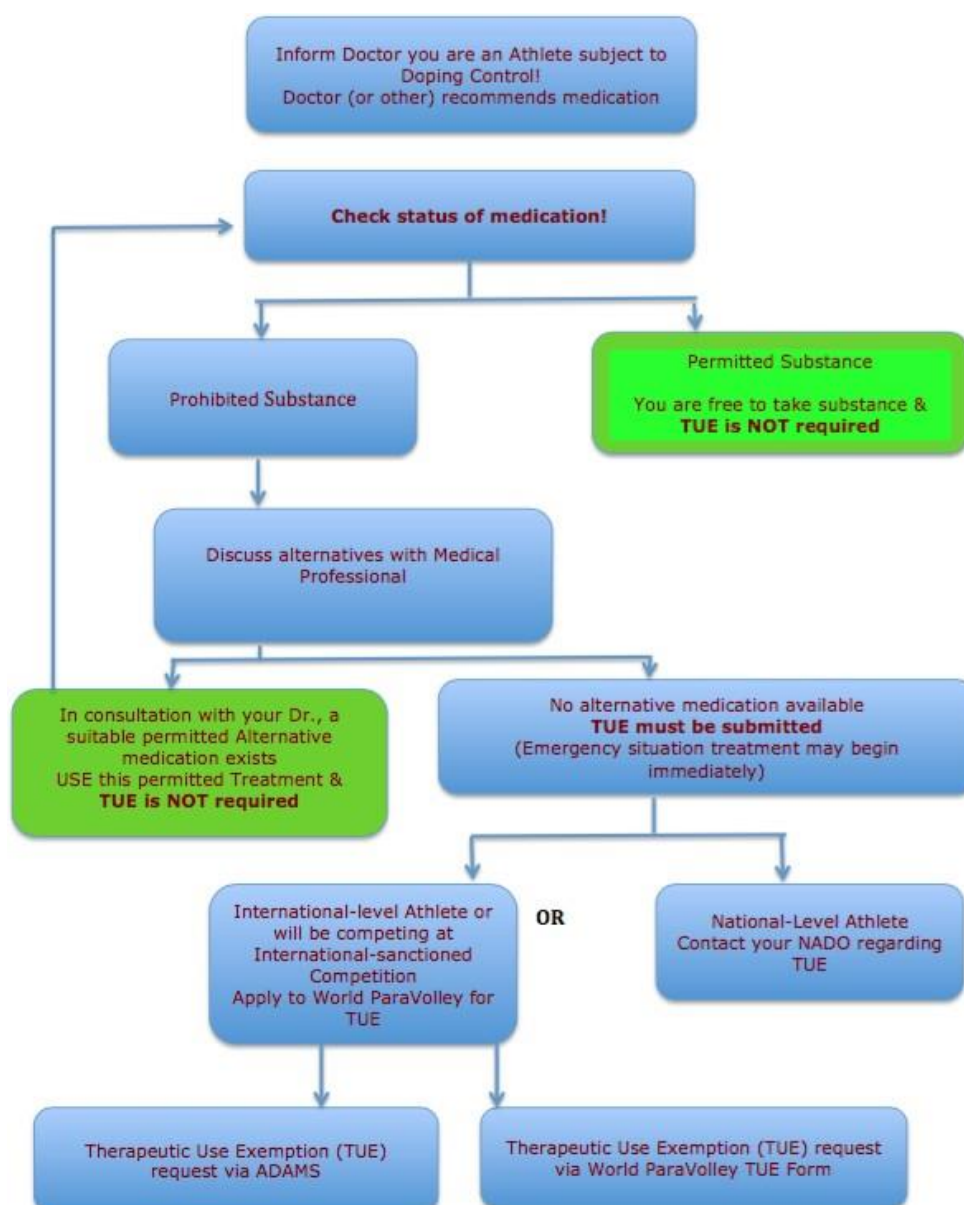 Inform Doctor you are an Athlete subject to
Doping Control!
Doctor (or other) recommends medication
Check status of medication!
Prohibited Substance
Permitted Substance
You are free to take substance &
TUE is NOT required
Discuss alternatives with Medical
Professional
In consultation with your Dr., a
suitable permitted Alternative
medication exists
USE this permitted Treatment &
TUE is NOT required
No alternative medication available
TUE must be submitted
(Emergency situation treatment may begin
immediately)
International-level Athlete or
will be competing at
International-sanctioned
Competition
Apply to World ParaVolley for
TUE
OR
National-Level Athlete
Contact your NADO regarding
TUE
Therapeutic Use Exemption (TUE)
request via ADAMS
Therapeutic Use Exemption (TUE) request
via World ParaVolley TUE Form